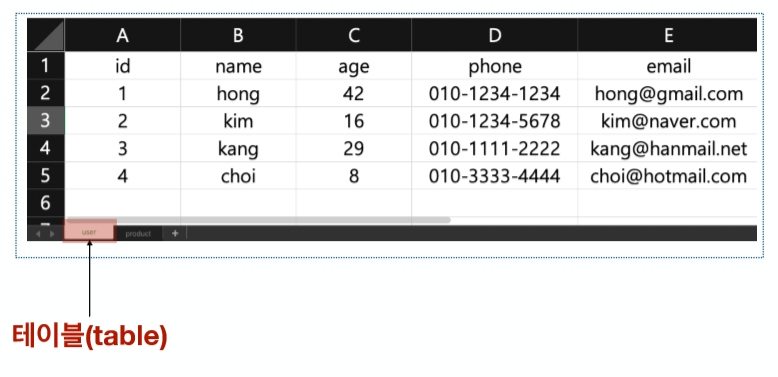 A B C D E
1 id name age phone email
2 1 hong 42 010-1234-1234 hong@gmail.com
3 2 kim 16 010-1234-5678 kim@naver.com
4 3 kang 29 010-1111-2222 kang@hanmail.net
5 4 choi 8 010-3333-4444 choi@hotmail.com
6
user product +
테이블(table)